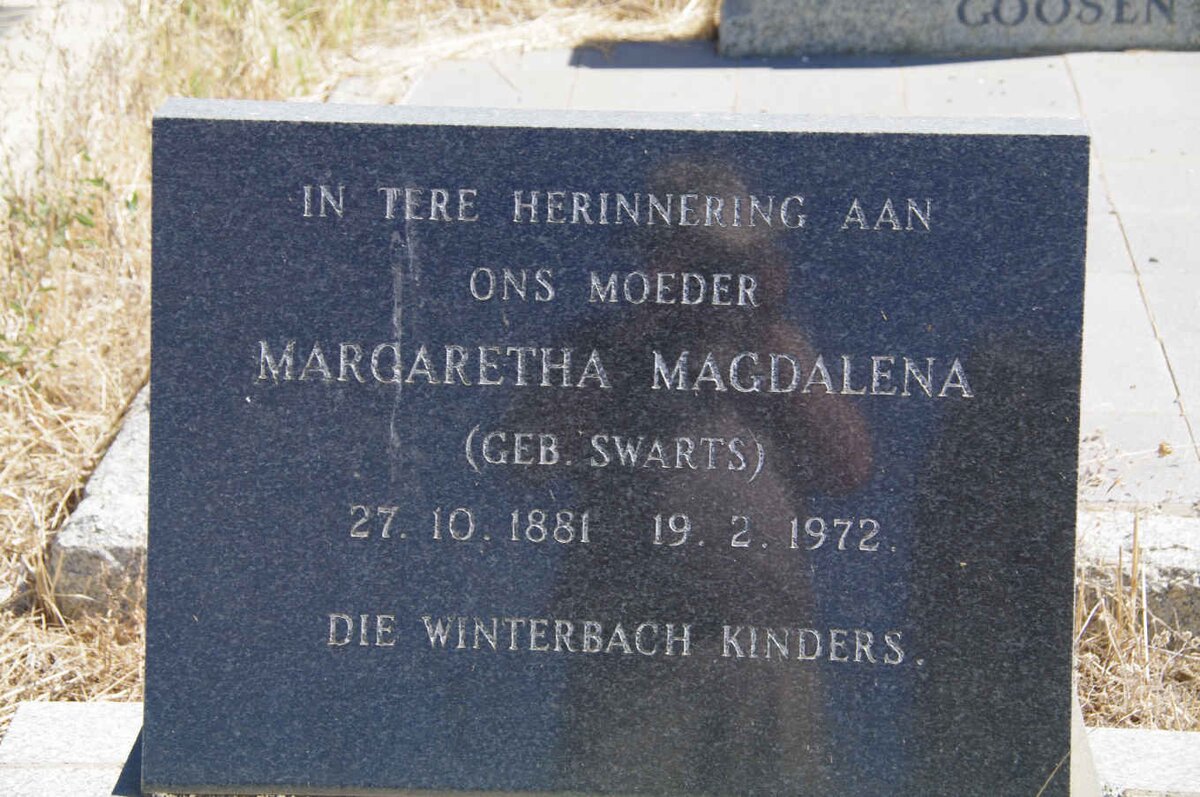 GOOSEN
IN TERE HERINNERING AAN
ONS MOEDER
MARGARETHA MAGDALENA
(GEB. SWARTS)
27. 10. 1881 19. 2. 1972.
DIE WINTERBACH KINDERS.